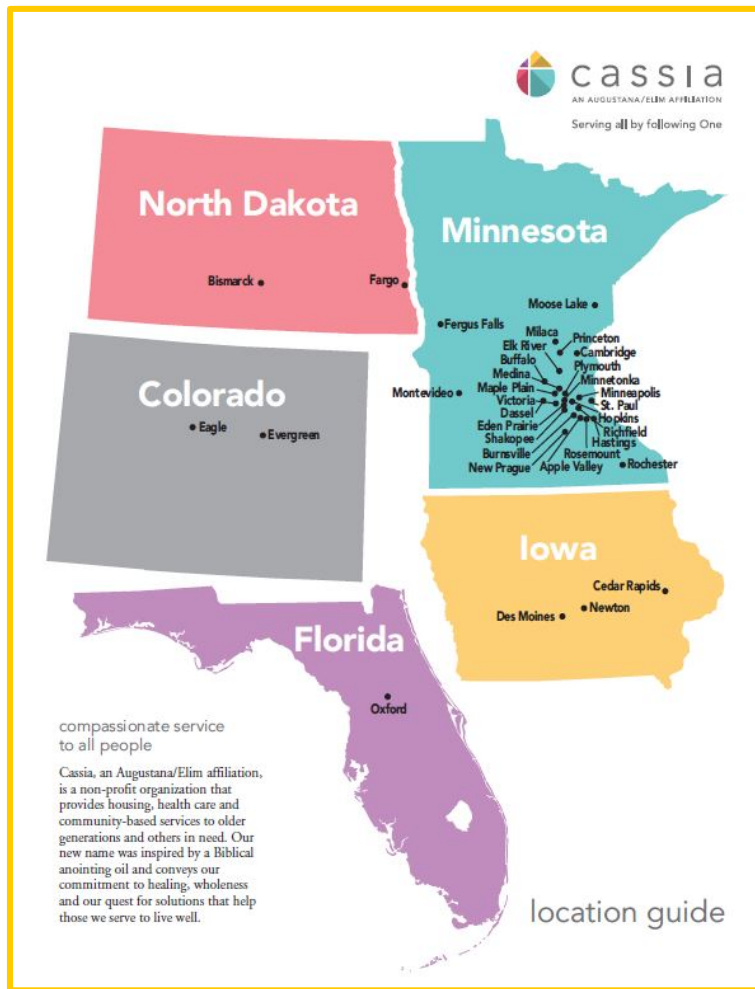 cassia
AN AUGUSTANA/ELIM AFFILIATION
Serving all by following One
North Dakota
Bismarck
Fargo
Minnesota
Moose Lake
Fergus Falls
Milaca
Princeton
Elk River
Cambridge
Buffalo
Plymouth
Medina
Minnetonka
Maple Plain
Minneapolis
Montevideo
Victoria
St. Paul
Dassel
Hopkins
Eden Prairie
Richfield
Shakopee
Hastings
Burnsville
Rosemount
New Prague
Apple Valley
Rochester
Colorado
Eagle
Evergreen
Iowa
Cedar Rapids
Newton
Des Moines
Florida
Oxford
compassionate service
to all people
Cassia, an Augustana/Elim affiliation,
is a non-profit organization that
provides housing, health care and
community-based services to older
generations and others in need. Our
new name was inspired by a Biblical
anointing oil and conveys our
commitment to healing, wholeness
and our quest for solutions that help
those we serve to live well.
location guide